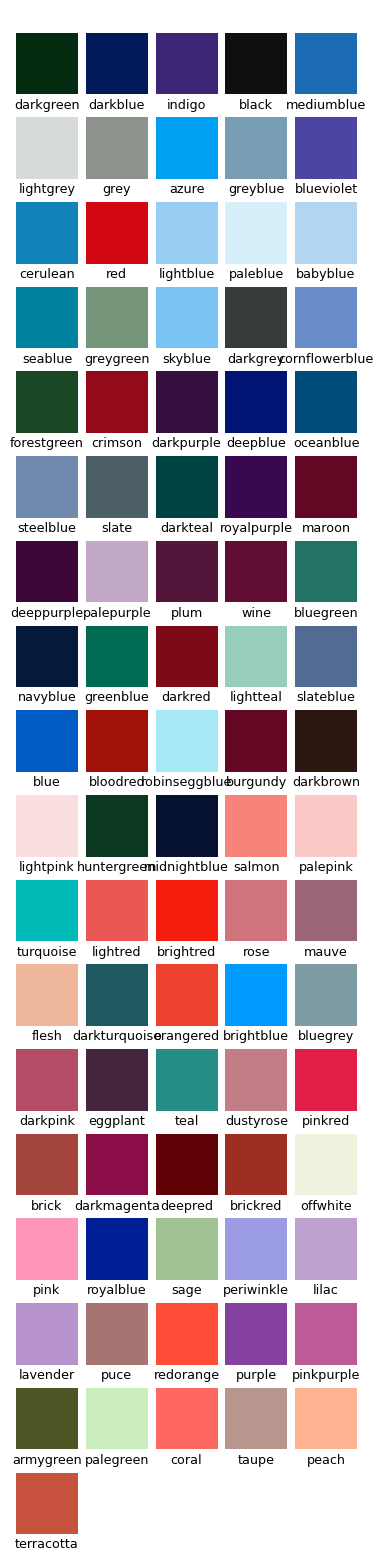 darkgreen darkblue indigo black mediumblue
lightgrey grey azure greyblue blueviolet
cerulean red lightblue paleblue babyblue
seablue greygreen skyblue darkgrey cornflowerblue
forestgreen crimson darkpurple deepblue oceanblue
steelblue slate darkteal royalpurple maroon
deeppurple palepurple plum wine bluegreen
navyblue greenblue darkred lightteal slateblue
blue bloodred robinseggblue burgundy darkbrown
lightpink huntergreen midnightblue salmon palepink
turquoise lightred brightred rose mauve
flesh darkturquoise orangered brightblue bluegrey
darkpink eggplant teal dustyrose pinkred
brick darkmagenta deepred brickred offwhite
pink royalblue sage periwinkle lilac
lavender puce redorange purple pinkpurple
armygreen palegreen coral taupe peach
terracotta